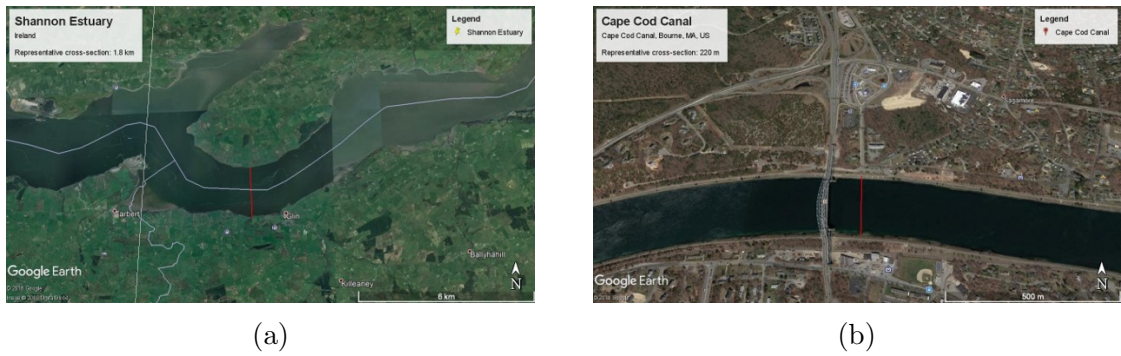 Shannon Estuary
Ireland
Representative cross-section: 1.8 km
Legend
Shannon Estuary
Tarbert
Glin
Ballyhahill
Killeaney
Google Earth
© 2018 Google
6 km
N
(a)
Cape Cod Canal
Cape Cod Canal, Bourne, MA, US
Representative cross-section: 220 m
Legend
Cape Cod Canal
Sagamore
Google Earth
500 m
N
(b)